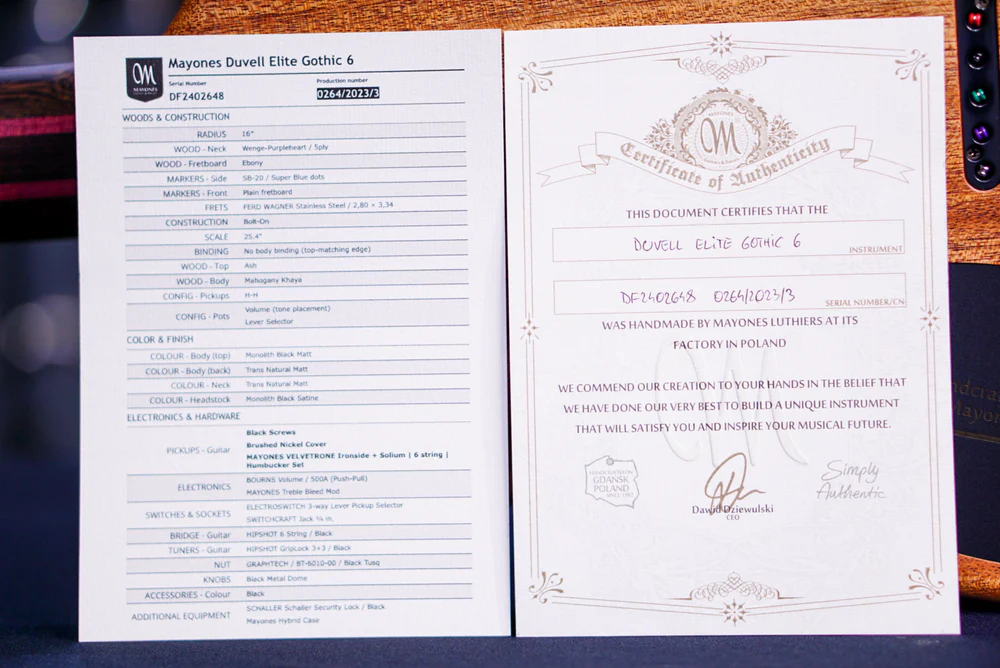 M
MAYONES
Mayones Duvell Elite Gothic 6
Serial Number Production number
DF2402648 0264/2023/3
WOODS & CONSTRUCTION
RADIUS 16"
WOOD - Neck Wenge-Purpleheart / 5ply
WOOD - Fretboard Ebony
MARKERS - Side SB-20 / Super Blue dots
MARKERS - Front Plain fretboard
FRETS FERD WAGNER Stainless Steel / 2,80 × 3,34
CONSTRUCTION Bolt-On
SCALE 25.4"
BINDING No body binding (top-matching edge)
WOOD - Top Ash
WOOD - Body Mahogany Khaya
CONFIG - Pickups H-H
CONFIG - Pots Volume (tone placement)
Lever Selector
COLOR & FINISH
COLOUR - Body (top) Monolith Black Matt
COLOUR - Body (back) Trans Natural Matt
COLOUR - Neck Trans Natural Matt
COLOUR - Headstock Monolith Black Satine
ELECTRONICS & HARDWARE
PICKUPS - Guitar Black Screws
Brushed Nickel Cover
MAYONES VELVETRONE Ironside + Solium | 6 string |
Humbucker Set
ELECTRONICS BOURNS Volume / 500A (Push-Pull)
MAYONES Treble Bleed Mod
SWITCHES & SOCKETS ELECTROSWITCH 3-way Lever Pickup Selector
SWITCHCRAFT Jack ¼ in.
BRIDGE - Guitar HIPSHOT 6 String / Black
TUNERS - Guitar HIPSHOT GripLock 3+3 / Black
NUT GRAPHTECH / BT-6010-00 / Black Tusq
KNOBS Black Metal Dome
ACCESSORIES - Colour Black
ADDITIONAL EQUIPMENT SCHALLER Schaller Security Lock / Black
Mayones Hybrid Case
MAYONES
M
Certificate of Authenticity
THIS DOCUMENT CERTIFIES THAT THE
DUVELL ELITE GOTHIC 6
INSTRUMENT
DF2402648 0264/2023/3
SERIAL NUMBER/CN
WAS HANDMADE BY MAYONES LUTHIERS AT ITS
FACTORY IN POLAND
WE COMMEND OUR CREATION TO YOUR HANDS IN THE BELIEF THAT
WE HAVE DONE OUR VERY BEST TO BUILD A UNIQUE INSTRUMENT
THAT WILL SATISFY YOU AND INSPIRE YOUR MUSICAL FUTURE.
HANDCRAFTED IN
GDANSK
POLAND
SINCE 1982
Dawid Dziewulski
CEO
Simply
Authentic